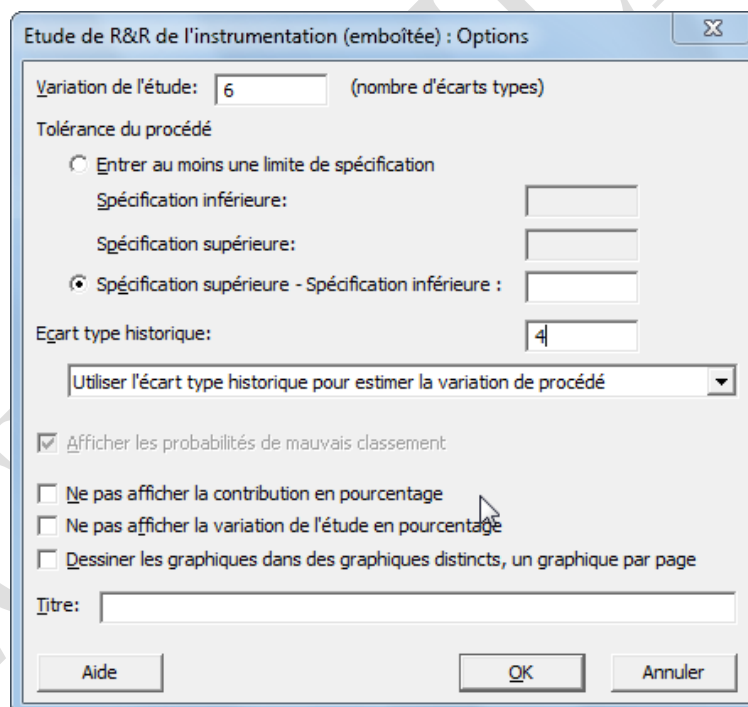 Etude de R&R de l'instrumentation (emboîtée) : Options
Variation de l'étude: 6 (nombre d'écarts types)
Tolérance du procédé
Entrer au moins une limite de spécification
Spécification inférieure:
Spécification supérieure:
Spécification supérieure - Spécification inférieure :
Ecart type historique: 4
Utiliser l'écart type historique pour estimer la variation de procédé
Afficher les probabilités de mauvais classement
Ne pas afficher la contribution en pourcentage
Ne pas afficher la variation de l'étude en pourcentage
Dessiner les graphiques dans des graphiques distincts, un graphique par page
Titre:
Aide OK Annuler